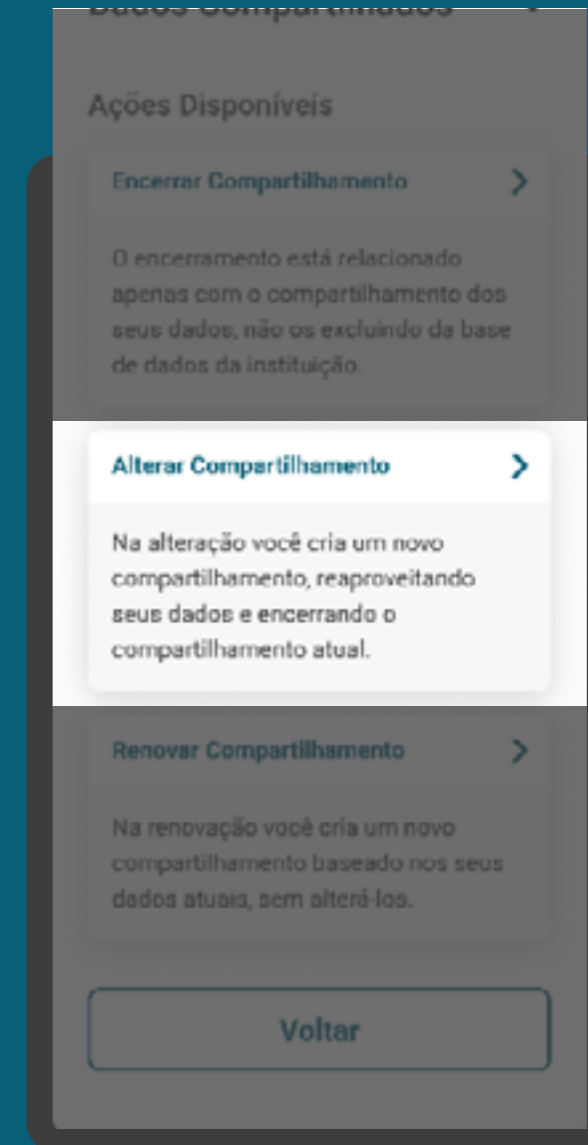 Dados Compartilhados
Ações Disponíveis
Encerrar Compartilhamento
O encerramento está relacionado
apenas com o compartilhamento dos
seus dados, não os excluindo da base
de dados da instituição.
Alterar Compartilhamento
Na alteração você cria um novo
compartilhamento, reaproveitando
seus dados e encerrando o
compartilhamento atual.
Renovar Compartilhamento
Na renovação você cria um novo
compartilhamento baseado nos seus
dados atuais, sem alterá-los.
Voltar